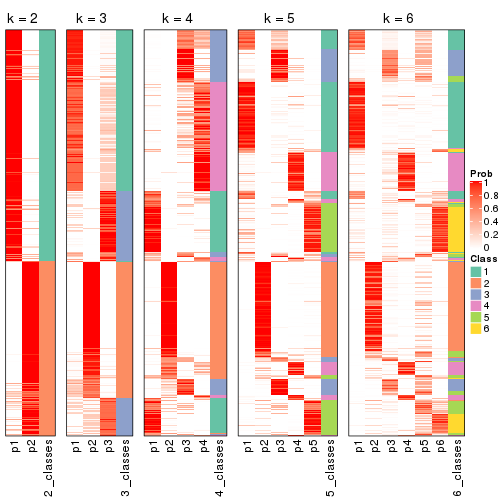 k = 2
k = 3
k = 4
k = 5
k = 6
p1
p2
2_classes
p1
p2
p3
3_classes
p1
p2
p3
p4
4_classes
p1
p2
p3
p4
p5
5_classes
p1
p2
p3
p4
p5
p6
6_classes
Prob
1
0.8
0.6
0.4
0.2
0
Class
1
2
3
4
5
6